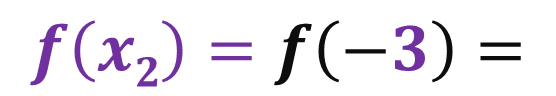 f(x₂) = f(−3) =